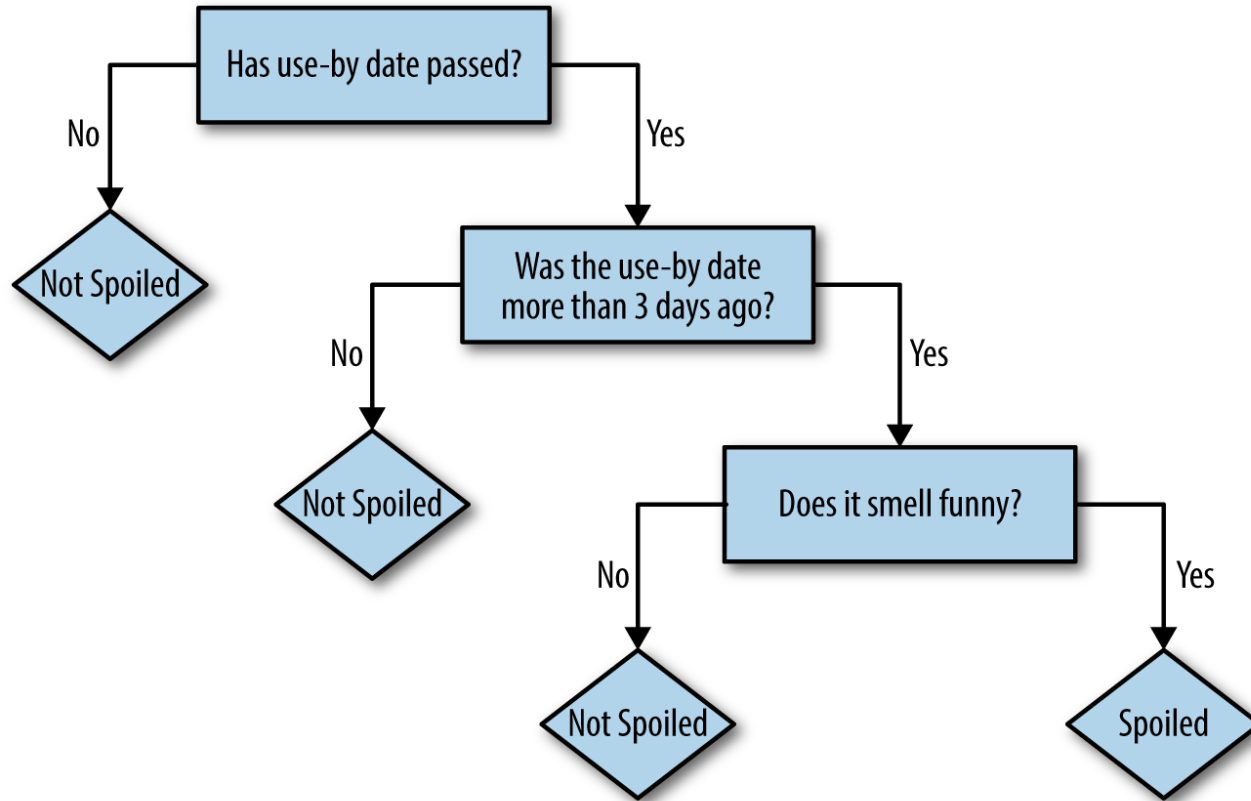 Has use-by date passed?
No
Yes
Not Spoiled
Was the use-by date
more than 3 days ago?
No
Yes
Not Spoiled
Does it smell funny?
No
Yes
Not Spoiled
Spoiled